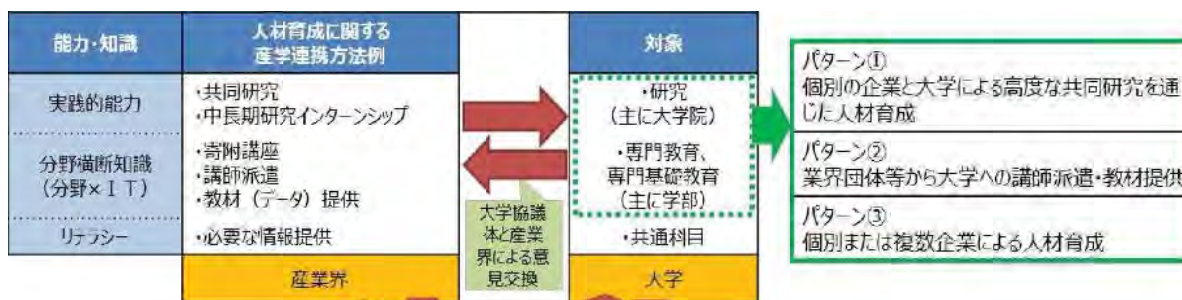 能力・知識
人材育成に関する
産学連携方法例
対象
実践的能力
・共同研究
・中長期研究インターンシップ
・研究
(主に大学院)
分野横断知識
(分野×IT)
・寄附講座
・講師派遣
・教材(データ)提供
・専門教育、
専門基礎教育
(主に学部)
リテラシー
・必要な情報提供
・共通科目
大学協議
体と産業
界による意
見交換
産業界
大学
パターン①
個別の企業と大学による高度な共同研究を通
じた人材育成
パターン②
業界団体等から大学への講師派遣・教材提供
パターン③
個別または複数企業による人材育成